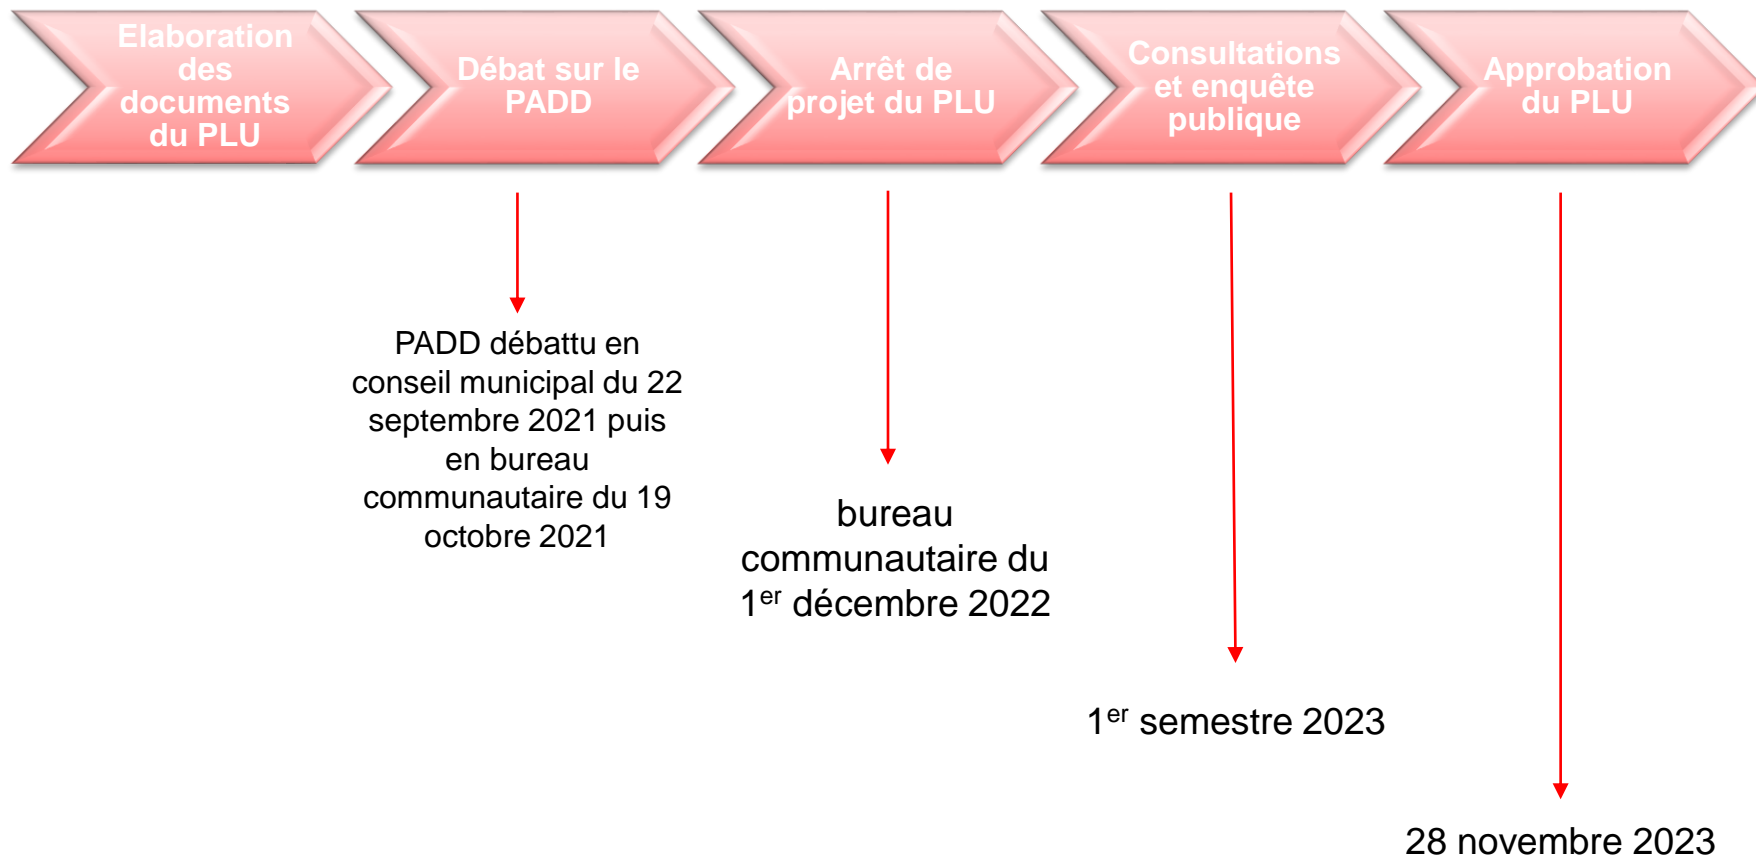 Elaboration
des
documents
du PLU
Débat sur le
PADD
Arrêt de
projet du PLU
Consultations
et enquête
publique
Approbation
du PLU
PADD débattu en
conseil municipal du 22
septembre 2021 puis
en bureau
communautaire du 19
octobre 2021
bureau
communautaire du
1er décembre 2022
1er semestre 2023
28 novembre 2023